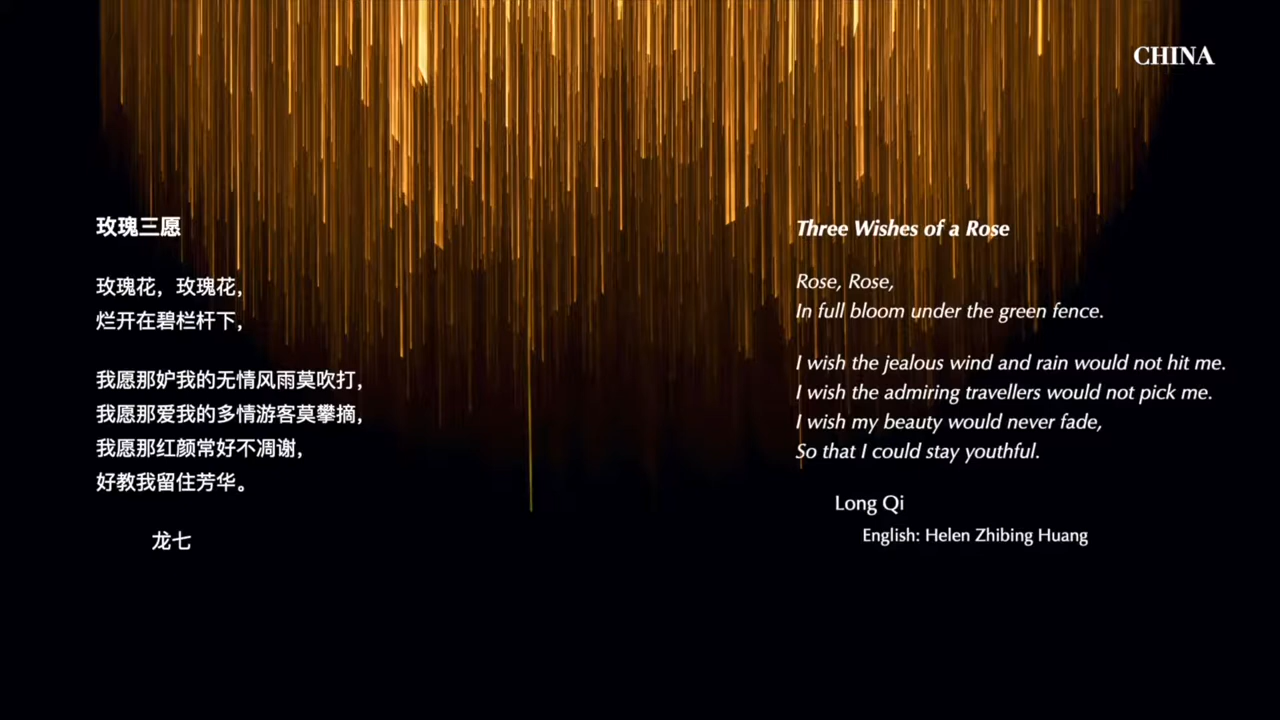 CHINA
玫瑰三愿
玫瑰花，玫瑰花，
烂开在碧栏杆下，
我愿那妒我的无情风雨莫吹打，
我愿那爱我的多情游客莫攀摘，
我愿那红颜常好不凋谢，
好教我留住芳华。
龙七
Three Wishes of a Rose
Rose, Rose,
In full bloom under the green fence.
I wish the jealous wind and rain would not hit me.
I wish the admiring travellers would not pick me.
I wish my beauty would never fade,
So that I could stay youthful.
Long Qi
English: Helen Zhibing Huang